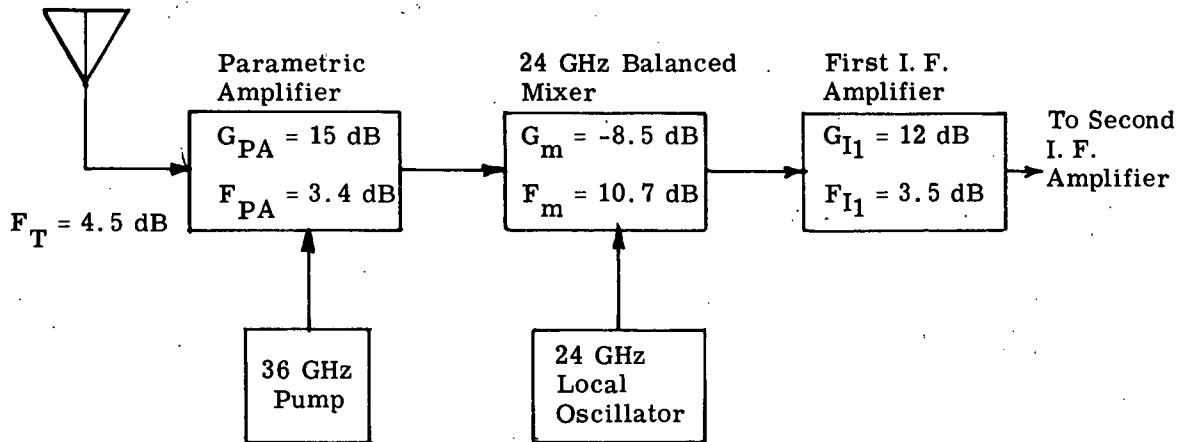 Parametric
Amplifier
G_PA = 15 dB
F_PA = 3.4 dB
24 GHz Balanced
Mixer
G_m = -8.5 dB
F_m = 10.7 dB
First I. F.
Amplifier
G_I1 = 12 dB
F_I1 = 3.5 dB
To Second
I. F.
Amplifier
F_T = 4.5 dB
36 GHz
Pump
24 GHz
Local
Oscillator